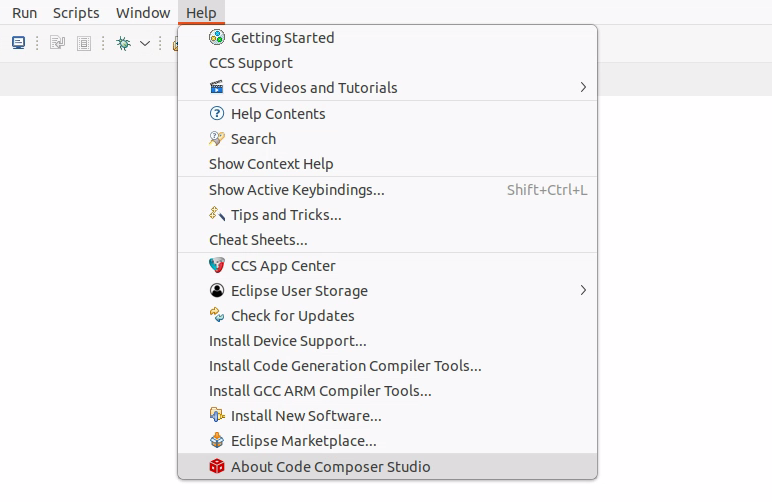 Run Scripts Window Help
Getting Started
CCS Support
CCS Videos and Tutorials
Help Contents
Search
Show Context Help
Show Active Keybindings... Shift+Ctrl+L
Tips and Tricks...
Cheat Sheets...
CCS App Center
Eclipse User Storage
Check for Updates
Install Device Support...
Install Code Generation Compiler Tools...
Install GCC ARM Compiler Tools...
Install New Software...
Eclipse Marketplace...
About Code Composer Studio